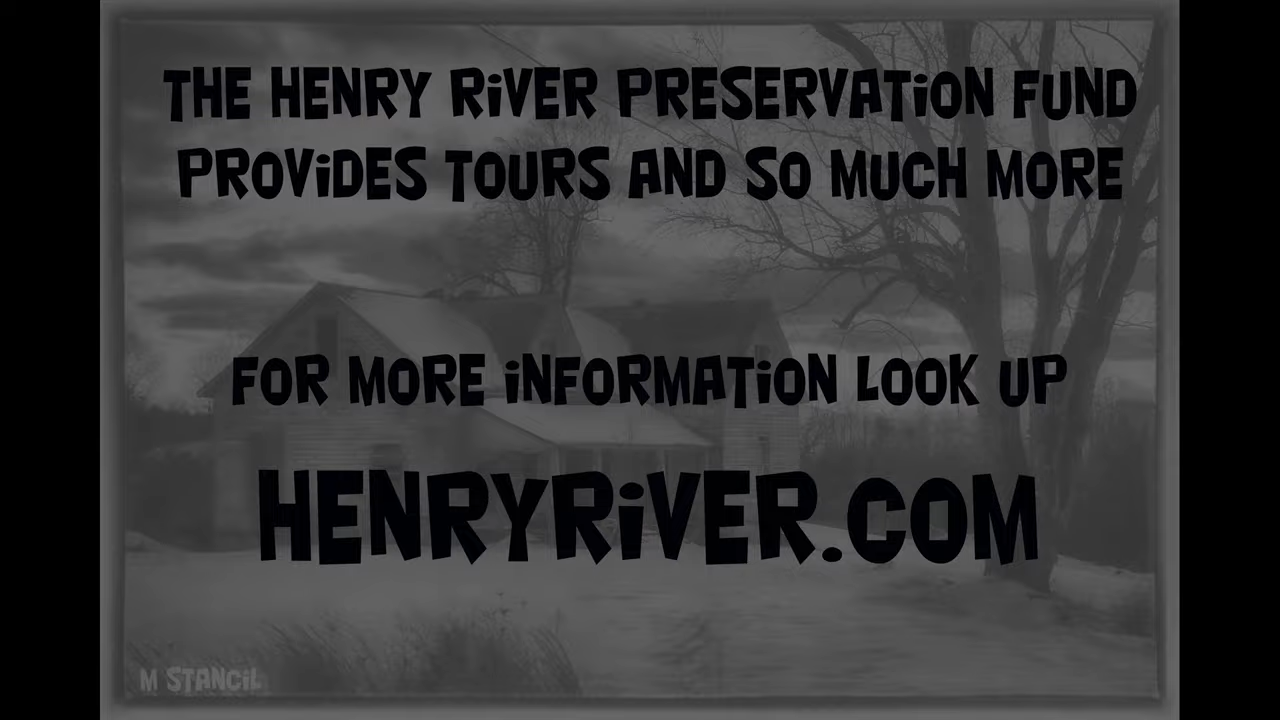 THE HENRY RiVER PRESERVATiON FUND
PROViDES TOURS AND SO MUCH MORE
FOR MORE iNFORMATiON LOOK UP
HENRYRiVER.COM
M STANCiL